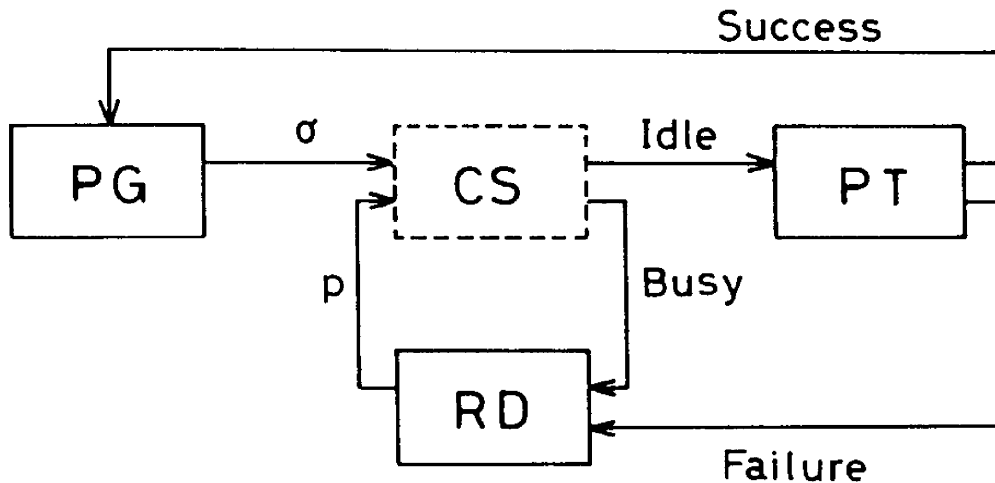 Success
PG
σ
CS
Idle
PT
p
Busy
RD
Failure